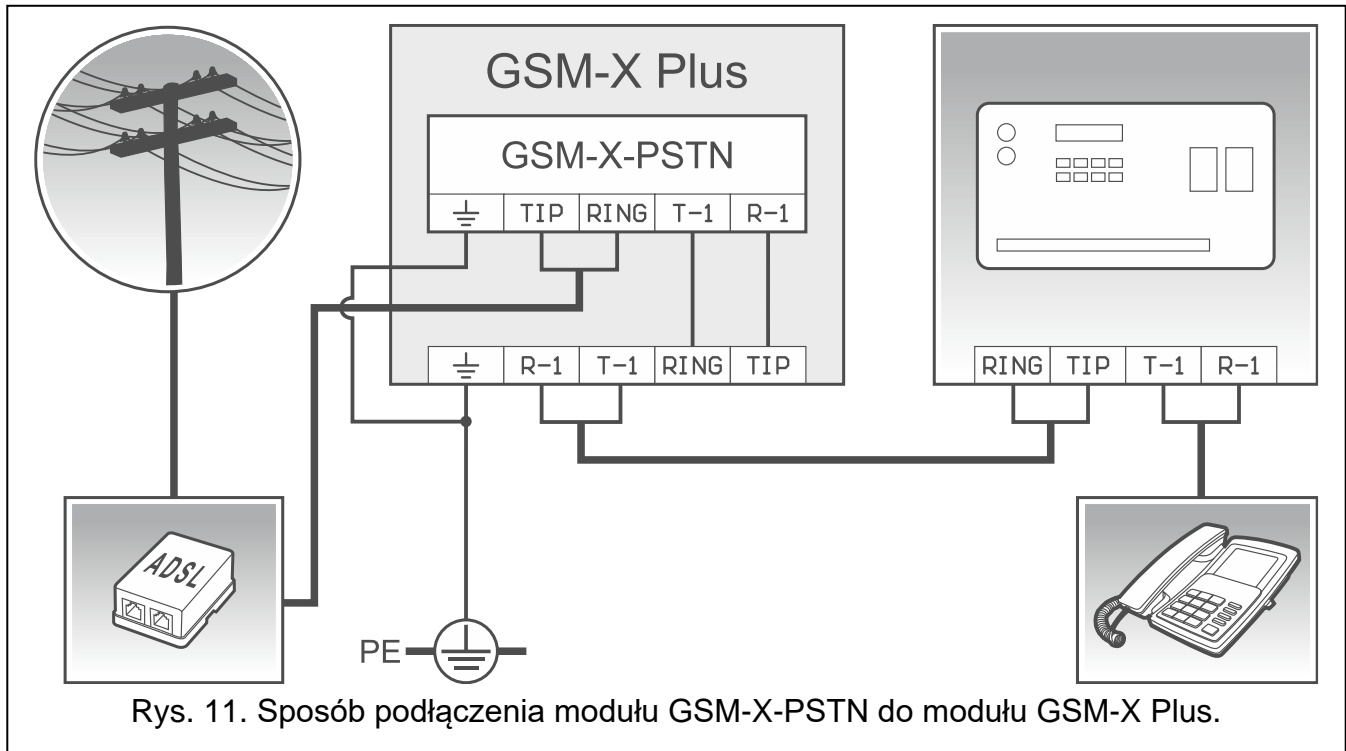 GSM-X Plus
GSM-X-PSTN
⏚ TIP RING T-1 R-1
⏚ R-1 T-1 RING TIP
RING TIP T-1 R-1
ADSL
PE
Rys. 11. Sposób podłączenia modułu GSM-X-PSTN do modułu GSM-X Plus.